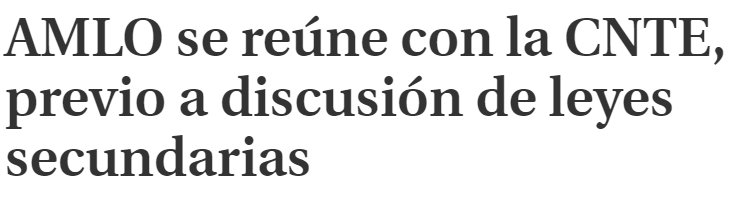 AMLO se reúne con la CNTE,
previo a discusión de leyes
secundarias